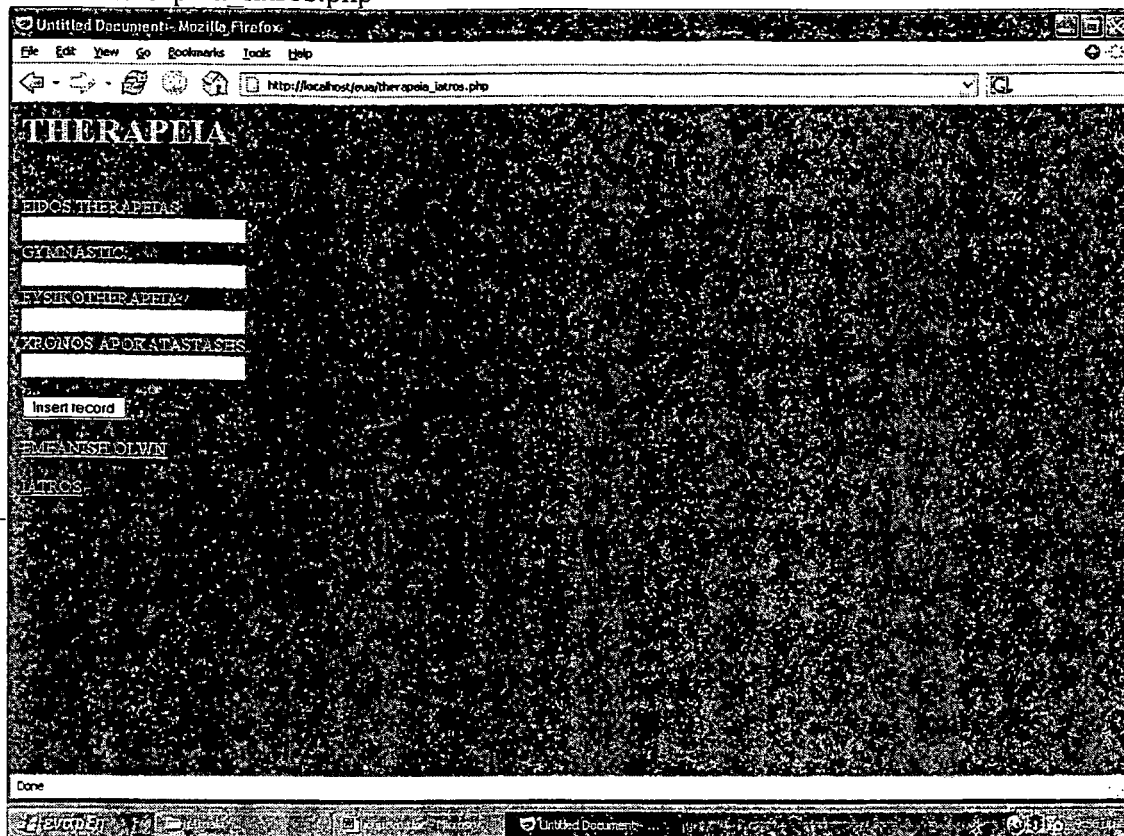 Untitled Document - Mozilla Firefox
File Edit View Go Bookmarks Tools Help
http://localhost/eua/therapeia_iatros.php
THERAPEIA
EIDOS THERAPEIAS
GYMNASTIC
FYSIKOTHERAPEIA
XRONOS APOKATASTASHS
Insert record
EMFANISH OLWN
IATROS
Done
Untitled Document - ...